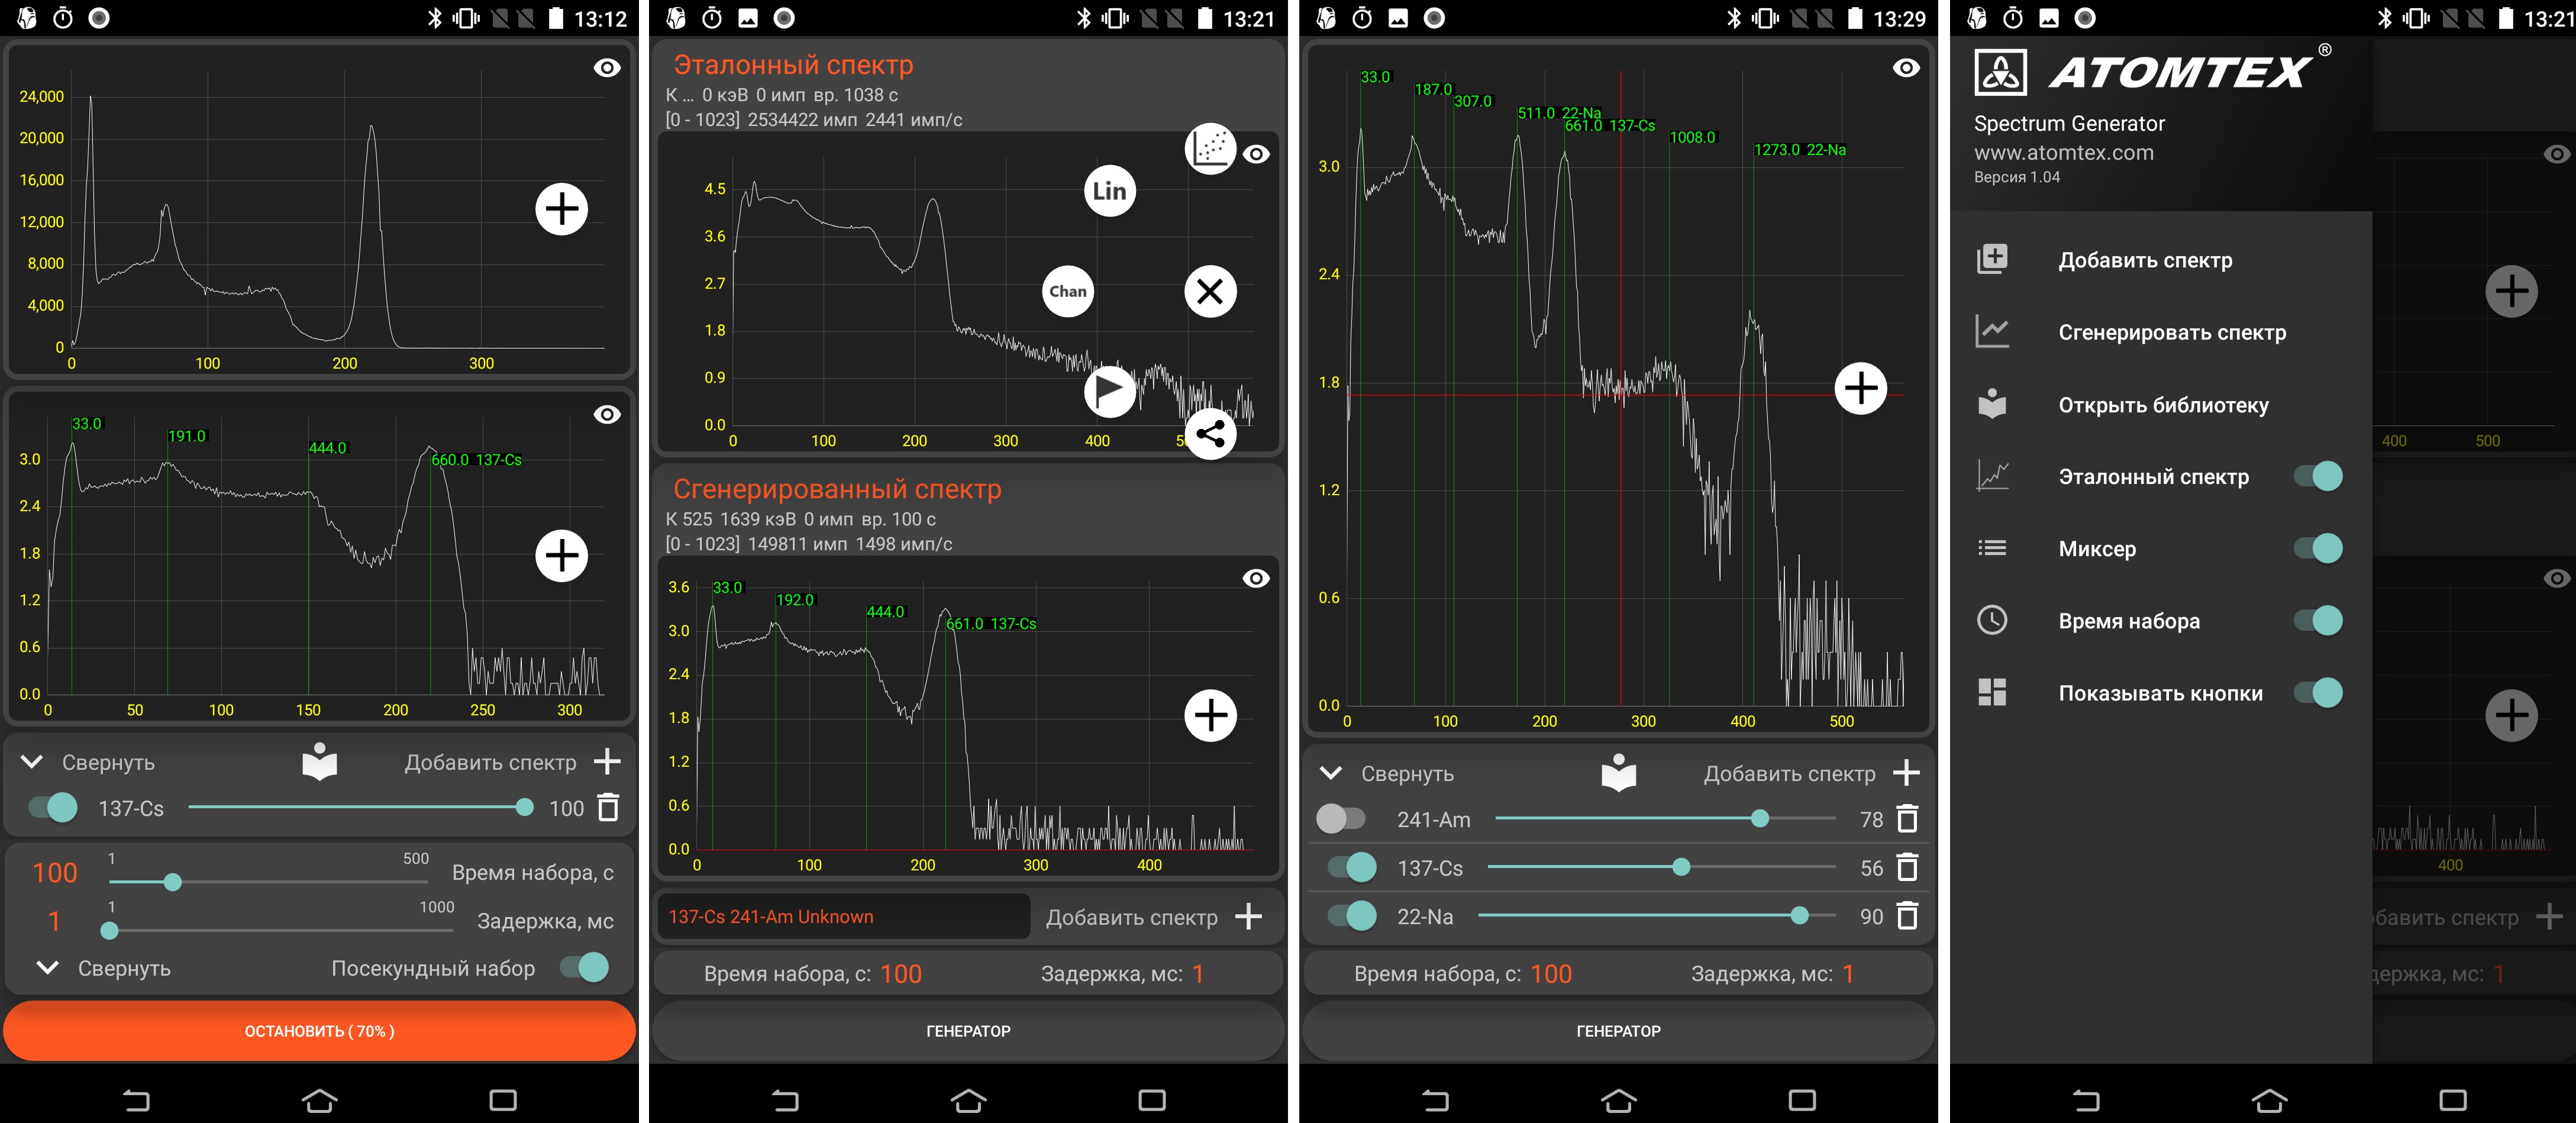 13:12
24,000
20,000
16,000
12,000
8,000
4,000
0
0 100 200 300
33.0
191.0
444.0
660.0 137-Cs
3.0
2.4
1.8
1.2
0.6
0.0
0 50 100 150 200 250 300
Свернуть Добавить спектр
137-Cs 100
1 500
100 Время набора, с
1 1000
1 Задержка, мс
Свернуть Посекундный набор
ОСТАНОВИТЬ ( 70% )
13:21
Эталонный спектр
К ... 0 кэВ 0 имп вр. 1038 с
[0 - 1023] 2534422 имп 2441 имп/с
Lin
Chan
4.5
3.6
2.7
1.8
0.9
0.0
0 100 200 300 400
Сгенерированный спектр
К 525 1639 кэВ 0 имп вр. 100 с
[0 - 1023] 149811 имп 1498 имп/с
33.0
192.0
444.0
661.0 137-Cs
3.6
3.0
2.4
1.8
1.2
0.6
0.0
0 100 200 300 400
137-Cs 241-Am Unknown Добавить спектр
Время набора, с: 100 Задержка, мс: 1
ГЕНЕРАТОР
13:29
33.0
187.0
307.0
511.0 22-Na
661.0 137-Cs
1008.0
1273.0 22-Na
3.0
2.4
1.8
1.2
0.6
0.0
0 100 200 300 400 500
Свернуть Добавить спектр
241-Am 78
137-Cs 56
22-Na 90
Время набора, с: 100 Задержка, мс: 1
ГЕНЕРАТОР
13:21
ATOMTEX ®
Spectrum Generator
www.atomtex.com
Версия 1.04
Добавить спектр
Сгенерировать спектр
Открыть библиотеку
Эталонный спектр
Миксер
Время набора
Показывать кнопки
400 500
400
бавить спектр
держка, мс: 1